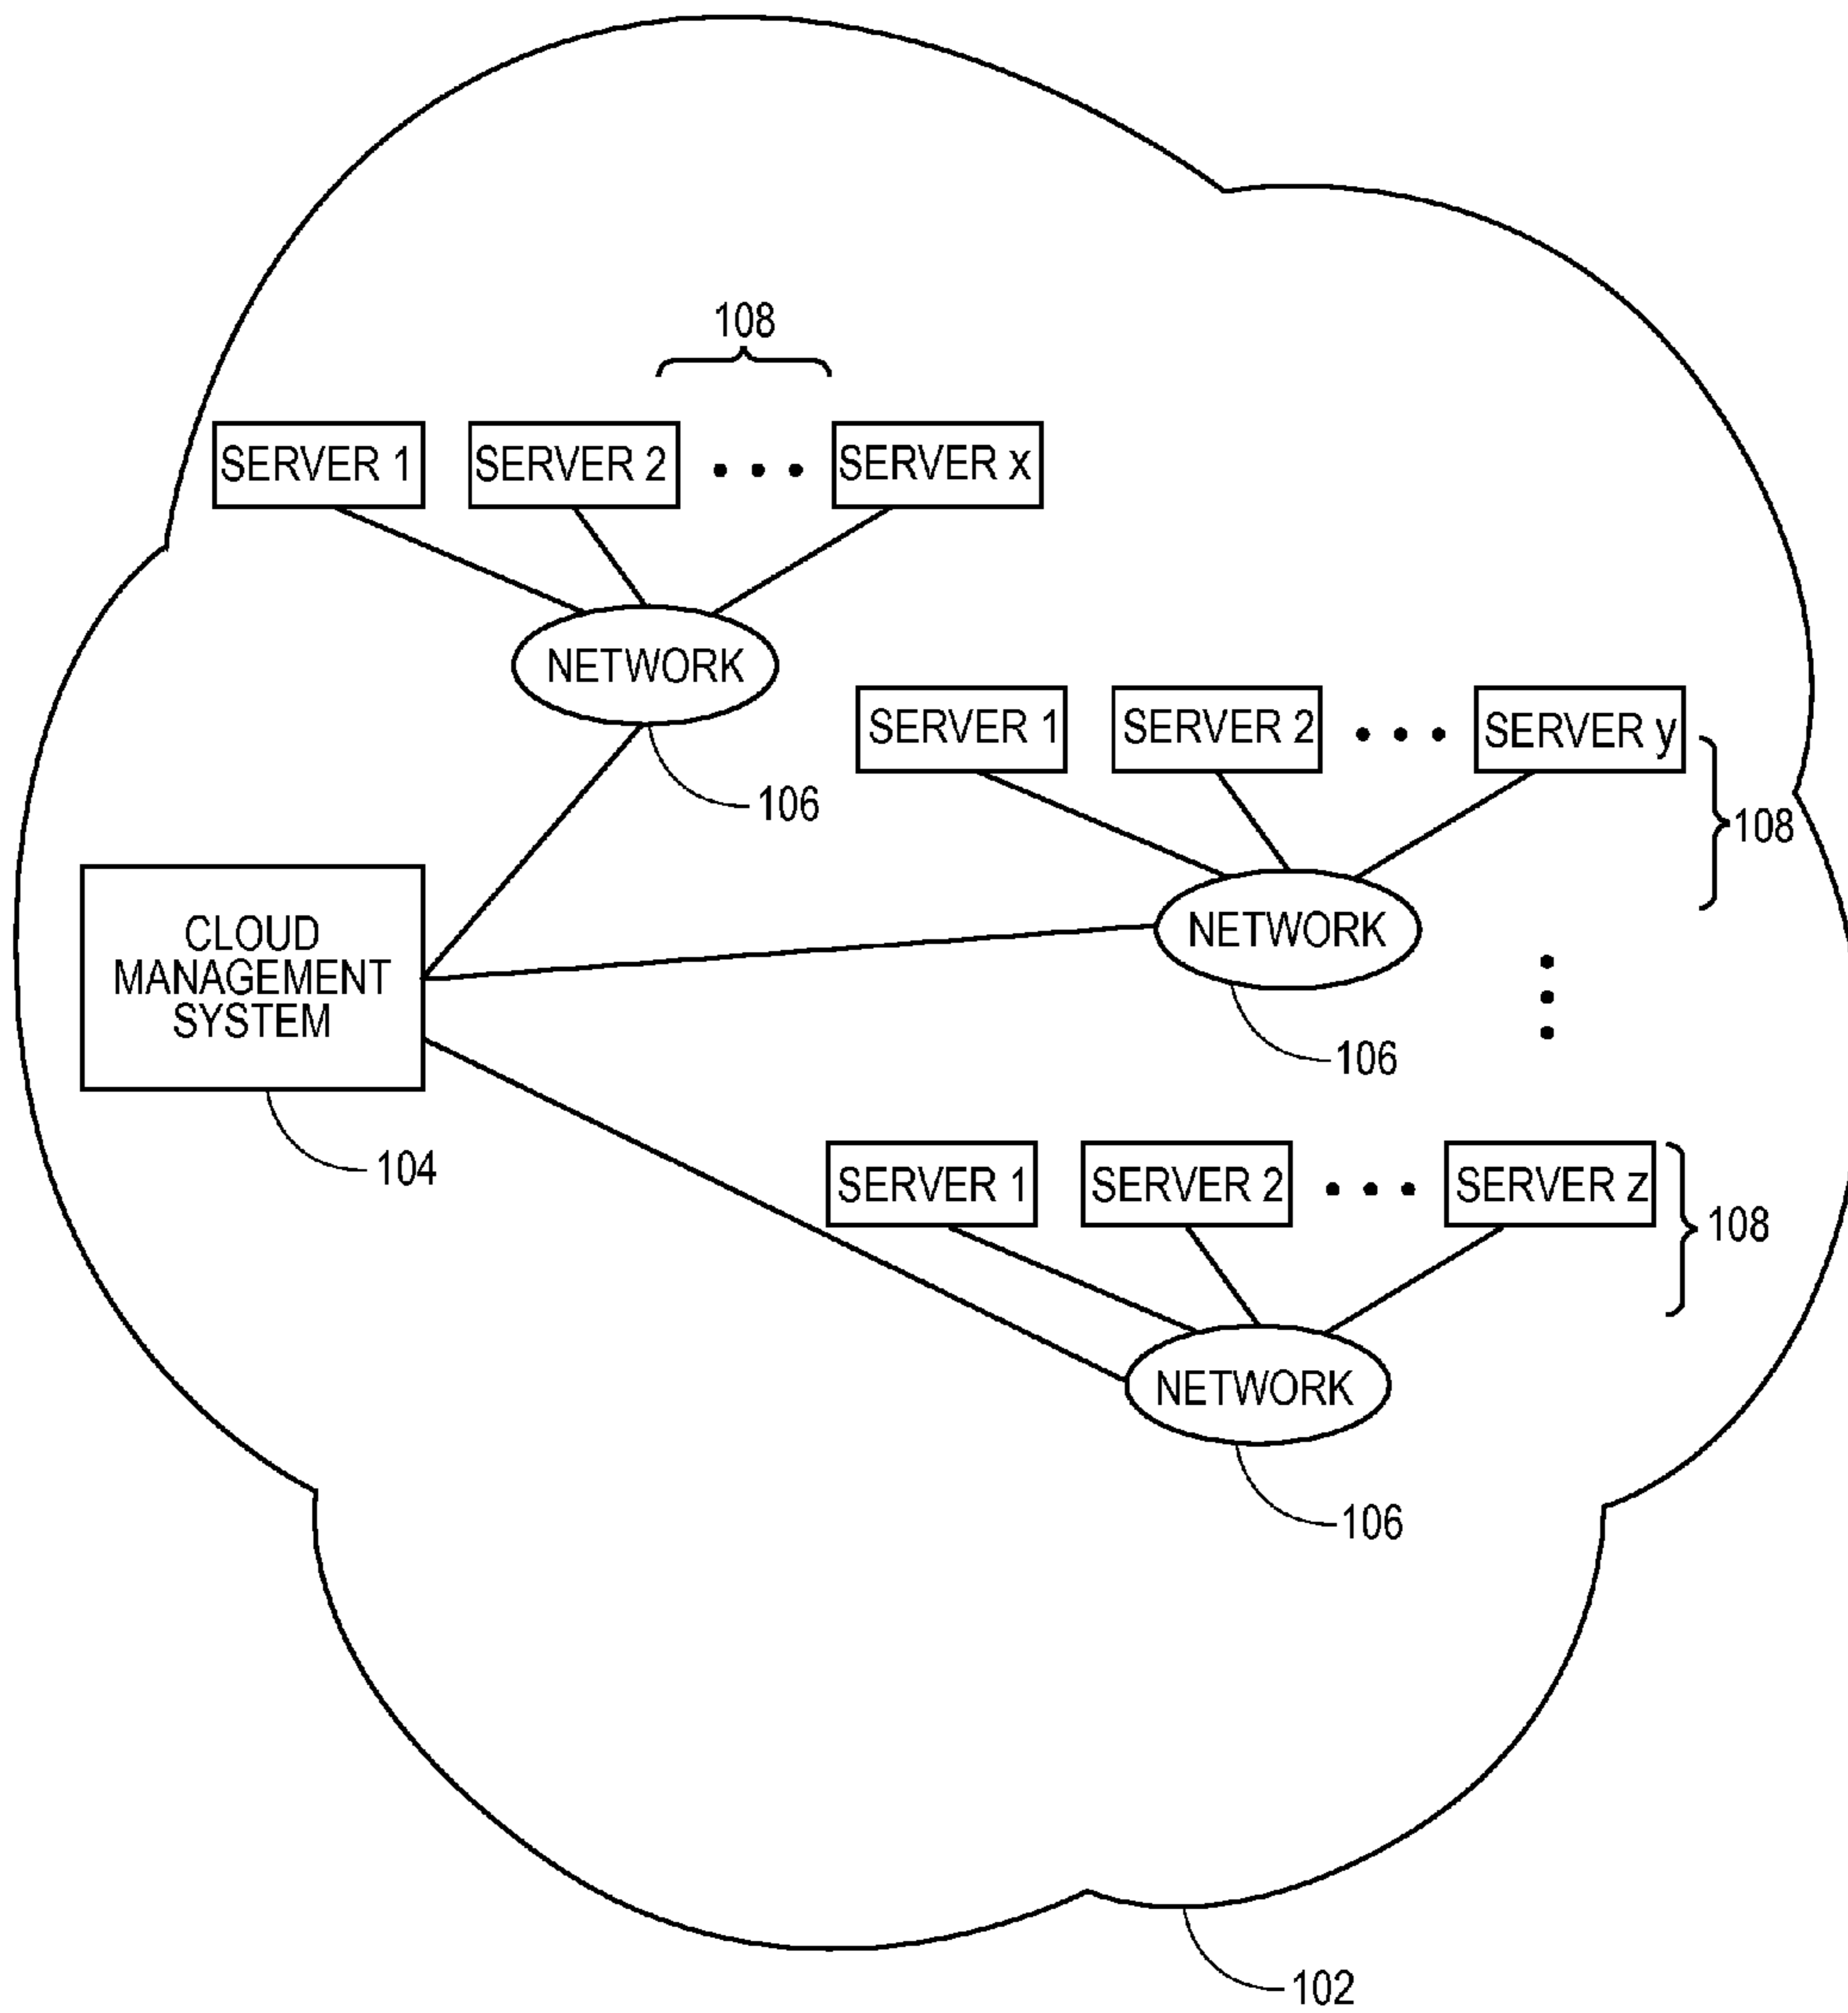 108
SERVER 1
SERVER 2
SERVER x
NETWORK
106
SERVER 1
SERVER 2
SERVER y
108
NETWORK
106
CLOUD
MANAGEMENT
SYSTEM
104
SERVER 1
SERVER 2
SERVER z
108
NETWORK
106
102